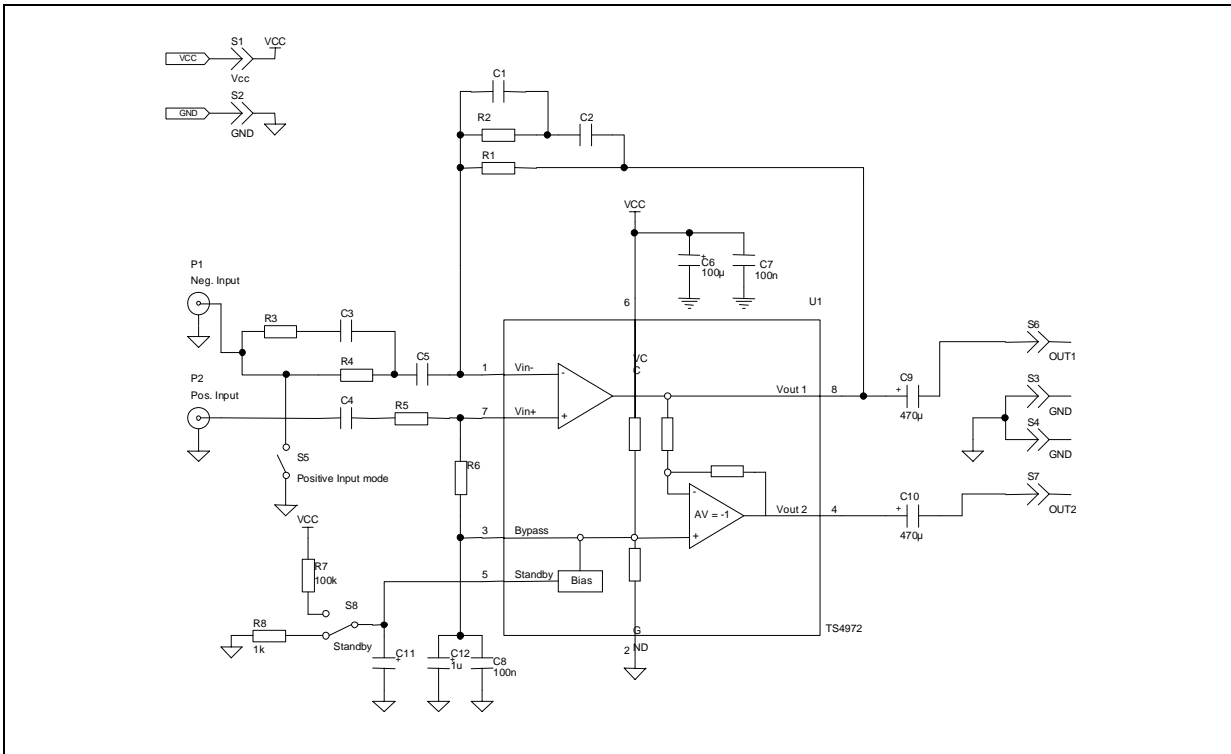 VCC
S1
Vcc
VCC
GND
S2
GND
C1
R2
C2
R1
VCC
+
C6
100µ
C7
100n
6
U1
P1
Neg. Input
R3
C3
R4
C5
1
Vin-
P2
Pos. Input
C4
R5
7
Vin+
VC
C
-
+
Vout 1
8
+
C9
470µ
S6
OUT1
S3
GND
S4
GND
S5
Positive Input mode
R6
-
AV = -1
+
Vout 2
4
+
C10
470µ
S7
OUT2
VCC
R7
100k
3
Bypass
5
Standby
Bias
S8
R8
1k
Standby
+
C11
+
C12
1u
C8
100n
G
2
ND
TS4972